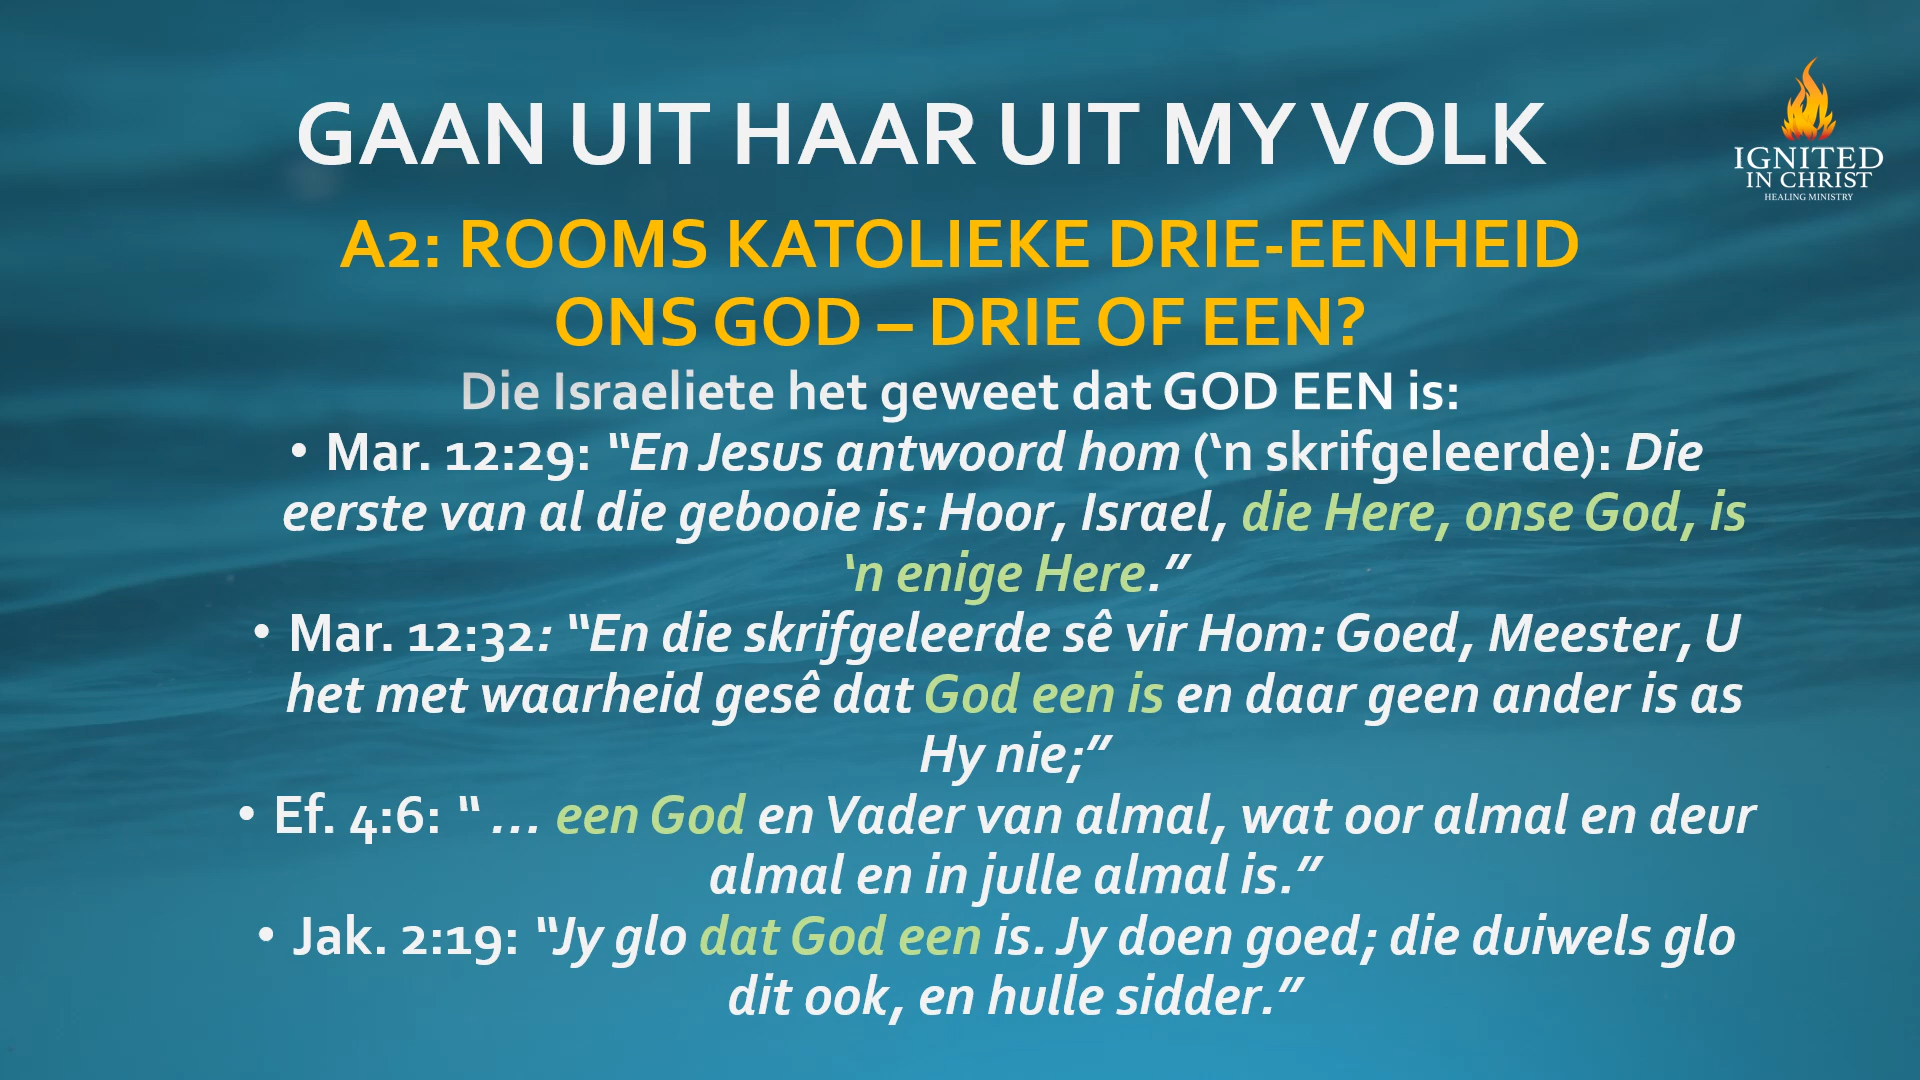 GAAN UIT HAAR UIT MY VOLK
IGNITED
IN CHRIST
HEALING MINISTRY
A2: ROOMS KATOLIEKE DRIE-EENHEID
ONS GOD – DRIE OF EEN?
Die Israeliete het geweet dat GOD EEN is:
• Mar. 12:29: “En Jesus antwoord hom (‘n skrifgeleerde): Die
eerste van al die gebooie is: Hoor, Israel, die Here, onse God, is
‘n enige Here.”
• Mar. 12:32: “En die skrifgeleerde sê vir Hom: Goed, Meester, U
het met waarheid gesê dat God een is en daar geen ander is as
Hy nie;”
• Ef. 4:6: “ … een God en Vader van almal, wat oor almal en deur
almal en in julle almal is.”
• Jak. 2:19: “Jy glo dat God een is. Jy doen goed; die duiwels glo
dit ook, en hulle sidder.”